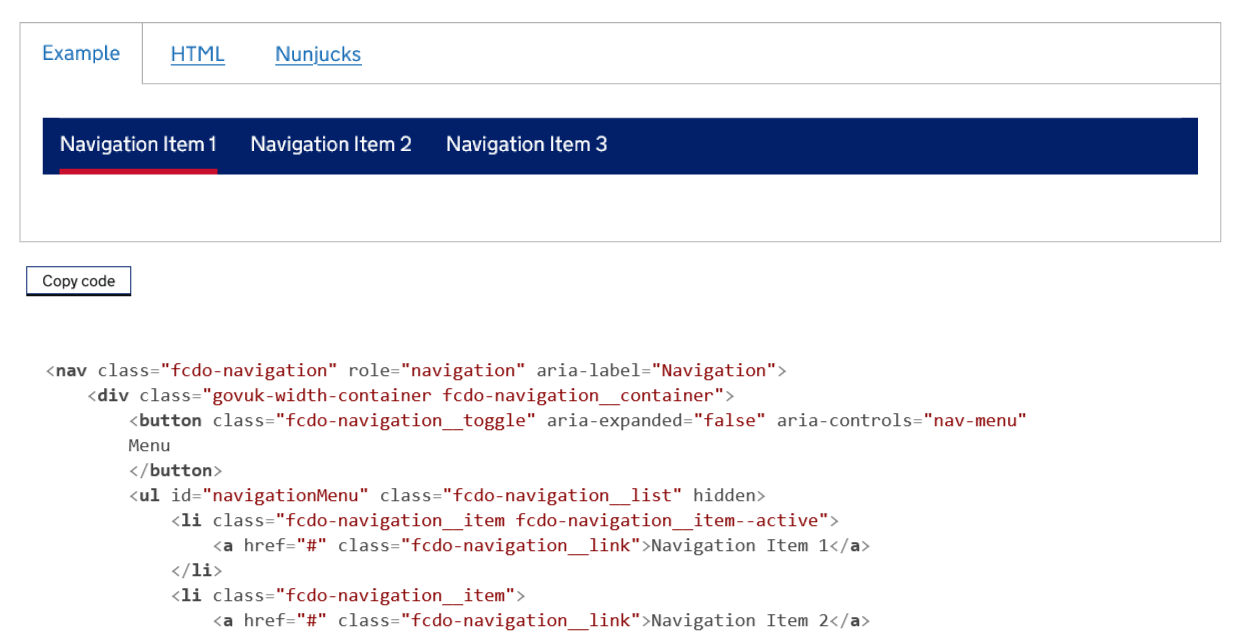 Example HTML Nunjucks
Navigation Item 1 Navigation Item 2 Navigation Item 3
Copy code
<nav class="fcdo-navigation" role="navigation" aria-label="Navigation">
<div class="govuk-width-container fcdo-navigation__container">
<button class="fcdo-navigation__toggle" aria-expanded="false" aria-controls="nav-menu"
Menu
</button>
<ul id="navigationMenu" class="fcdo-navigation__list" hidden>
<li class="fcdo-navigation__item fcdo-navigation__item--active">
<a href="#" class="fcdo-navigation__link">Navigation Item 1</a>
</li>
<li class="fcdo-navigation__item">
<a href="#" class="fcdo-navigation__link">Navigation Item 2</a>